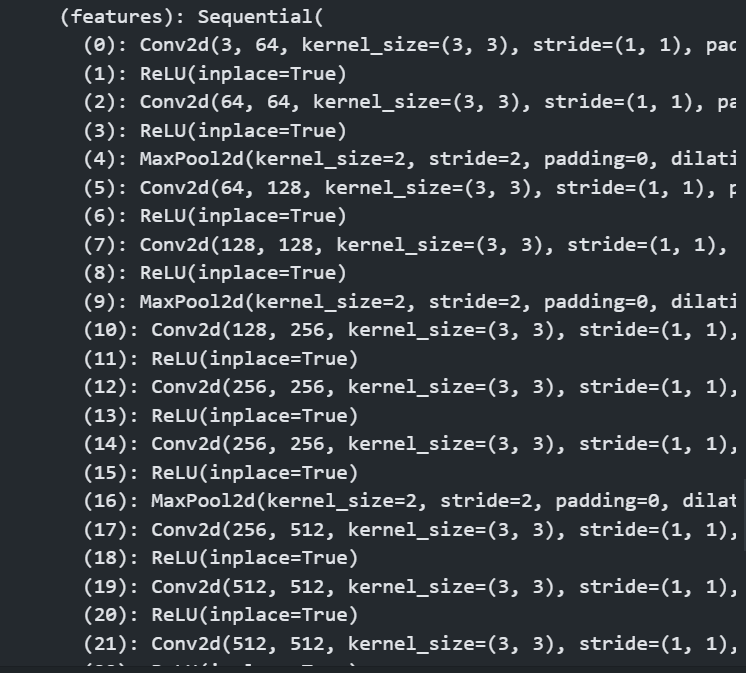 (features): Sequential(
(0): Conv2d(3, 64, kernel_size=(3, 3), stride=(1, 1), pad
(1): ReLU(inplace=True)
(2): Conv2d(64, 64, kernel_size=(3, 3), stride=(1, 1), pa
(3): ReLU(inplace=True)
(4): MaxPool2d(kernel_size=2, stride=2, padding=0, dilati
(5): Conv2d(64, 128, kernel_size=(3, 3), stride=(1, 1), p
(6): ReLU(inplace=True)
(7): Conv2d(128, 128, kernel_size=(3, 3), stride=(1, 1),
(8): ReLU(inplace=True)
(9): MaxPool2d(kernel_size=2, stride=2, padding=0, dilati
(10): Conv2d(128, 256, kernel_size=(3, 3), stride=(1, 1),
(11): ReLU(inplace=True)
(12): Conv2d(256, 256, kernel_size=(3, 3), stride=(1, 1),
(13): ReLU(inplace=True)
(14): Conv2d(256, 256, kernel_size=(3, 3), stride=(1, 1),
(15): ReLU(inplace=True)
(16): MaxPool2d(kernel_size=2, stride=2, padding=0, dilat
(17): Conv2d(256, 512, kernel_size=(3, 3), stride=(1, 1),
(18): ReLU(inplace=True)
(19): Conv2d(512, 512, kernel_size=(3, 3), stride=(1, 1),
(20): ReLU(inplace=True)
(21): Conv2d(512, 512, kernel_size=(3, 3), stride=(1, 1),